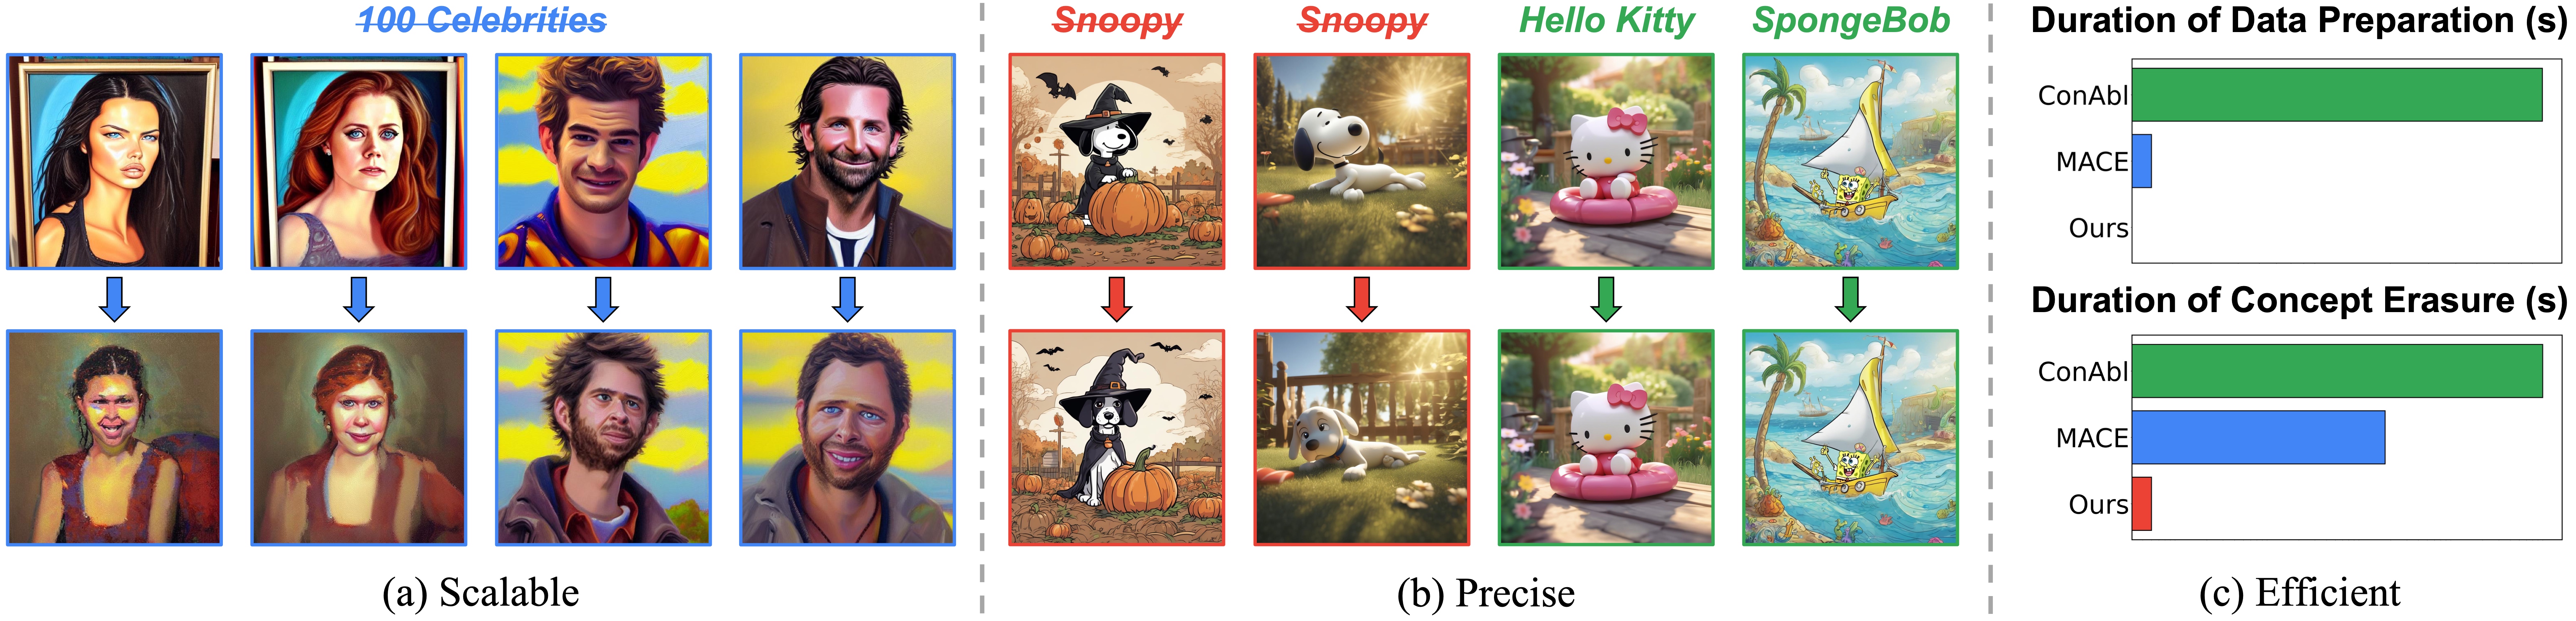 100 Celebrities
Snoopy
Snoopy
Hello Kitty
SpongeBob
(a) Scalable
(b) Precise
Duration of Data Preparation (s)
ConAbl
MACE
Ours
Duration of Concept Erasure (s)
ConAbl
MACE
Ours
(c) Efficient